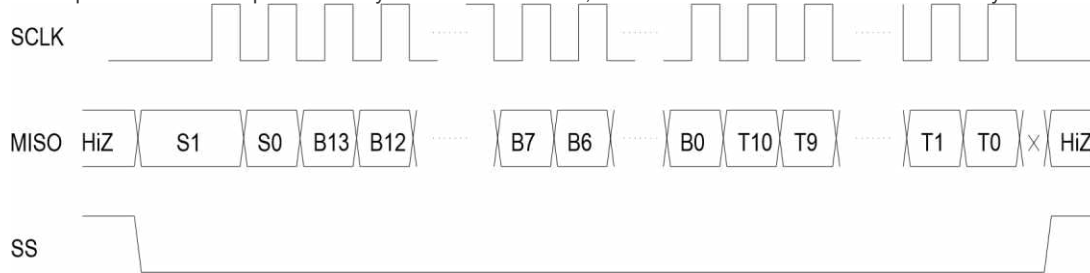 SCLK
MISO HiZ S1 S0 B13 B12 ........ B7 B6 ........ B0 T10 T9 ........ T1 T0 X HiZ
SS